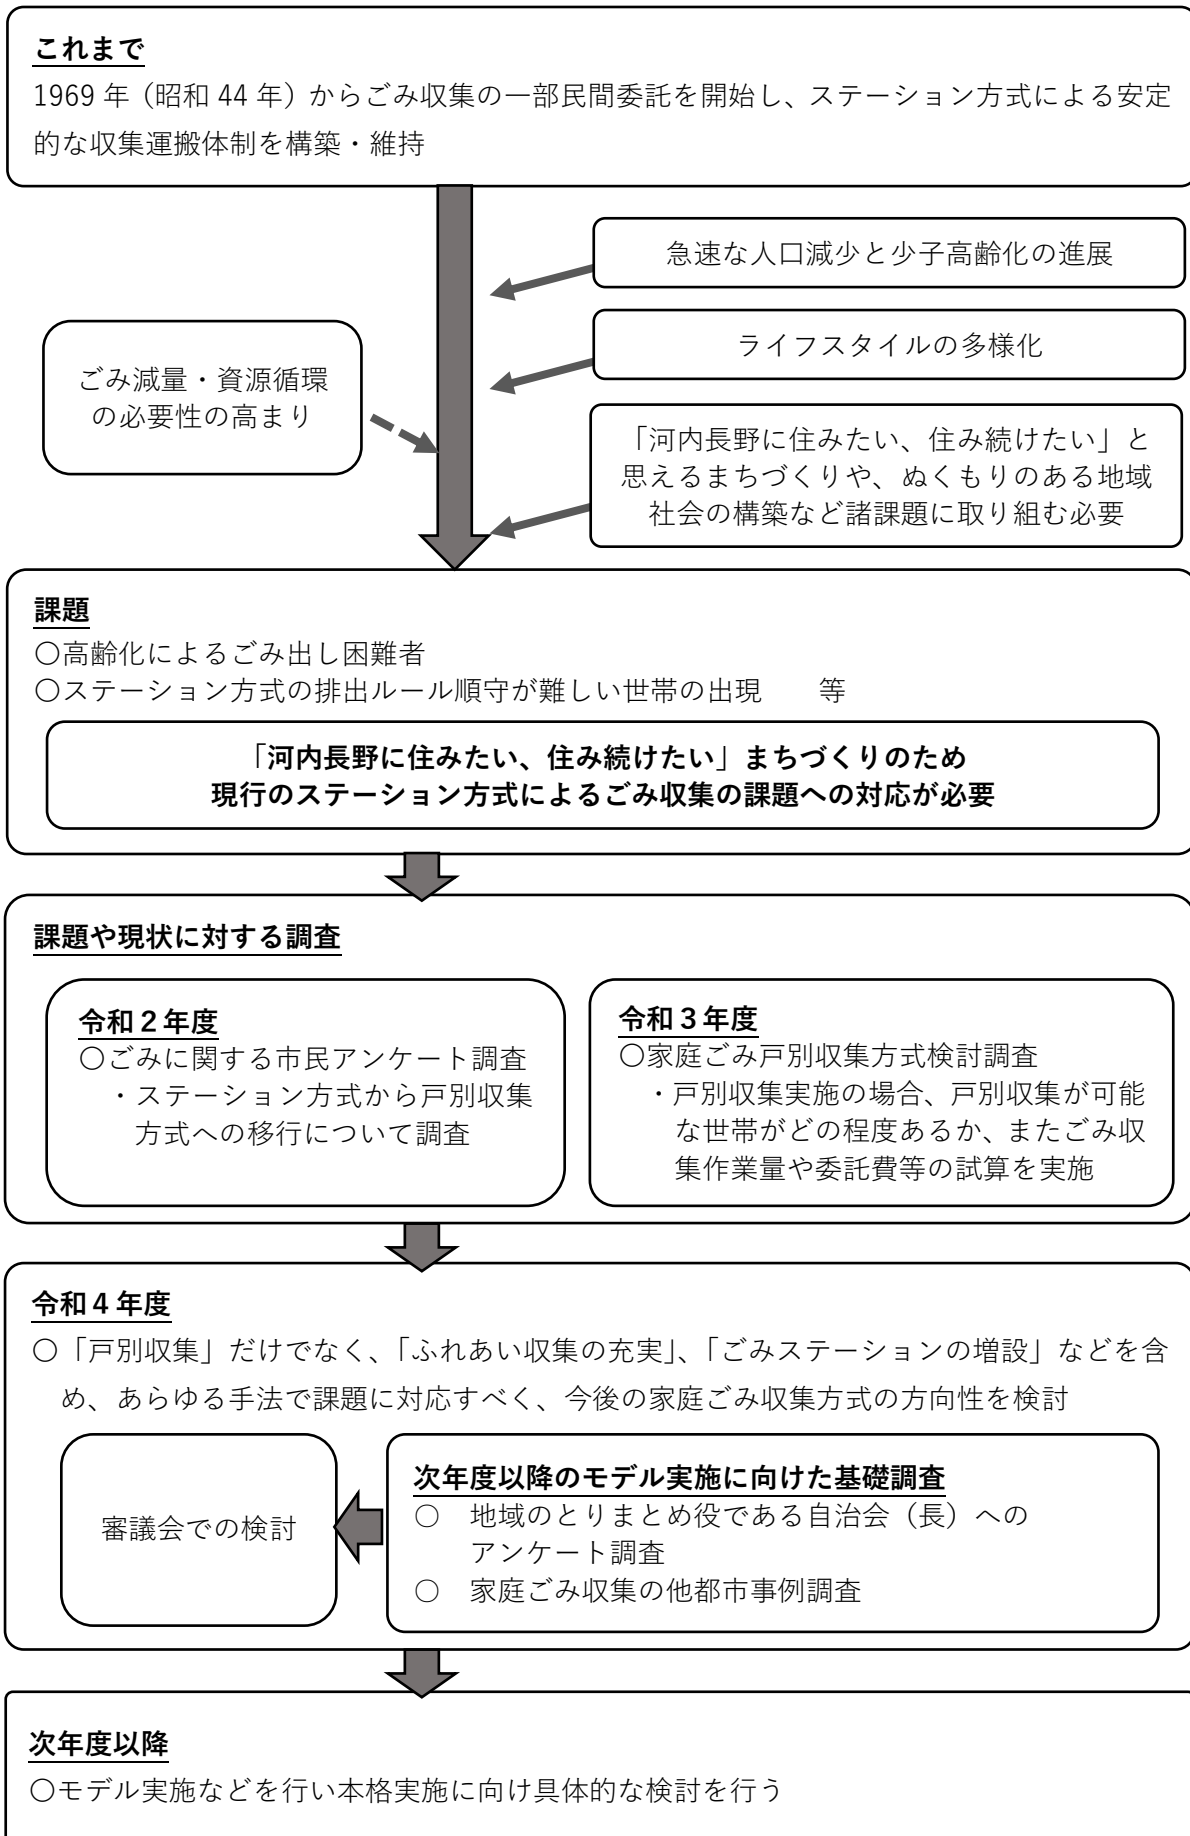 これまで
1969 年（昭和 44 年）からごみ収集の一部民間委託を開始し、ステーション方式による安定
的な収集運搬体制を構築・維持
急速な人口減少と少子高齢化の進展
ライフスタイルの多様化
ごみ減量・資源循環
の必要性の高まり
「河内長野に住みたい、住み続けたい」と
思えるまちづくりや、ぬくもりのある地域
社会の構築など諸課題に取り組む必要
課題
〇高齢化によるごみ出し困難者
〇ステーション方式の排出ルール順守が難しい世帯の出現　　等
「河内長野に住みたい、住み続けたい」まちづくりのため
現行のステーション方式によるごみ収集の課題への対応が必要
課題や現状に対する調査
令和２年度
〇ごみに関する市民アンケート調査
・ステーション方式から戸別収集
方式への移行について調査
令和３年度
〇家庭ごみ戸別収集方式検討調査
・戸別収集実施の場合、戸別収集が可能
な世帯がどの程度あるか、またごみ収
集作業量や委託費等の試算を実施
令和４年度
〇「戸別収集」だけでなく、「ふれあい収集の充実」、「ごみステーションの増設」などを含
め、あらゆる手法で課題に対応すべく、今後の家庭ごみ収集方式の方向性を検討
審議会での検討
次年度以降のモデル実施に向けた基礎調査
〇　地域のとりまとめ役である自治会（長）への
アンケート調査
〇　家庭ごみ収集の他都市事例調査
次年度以降
〇モデル実施などを行い本格実施に向け具体的な検討を行う